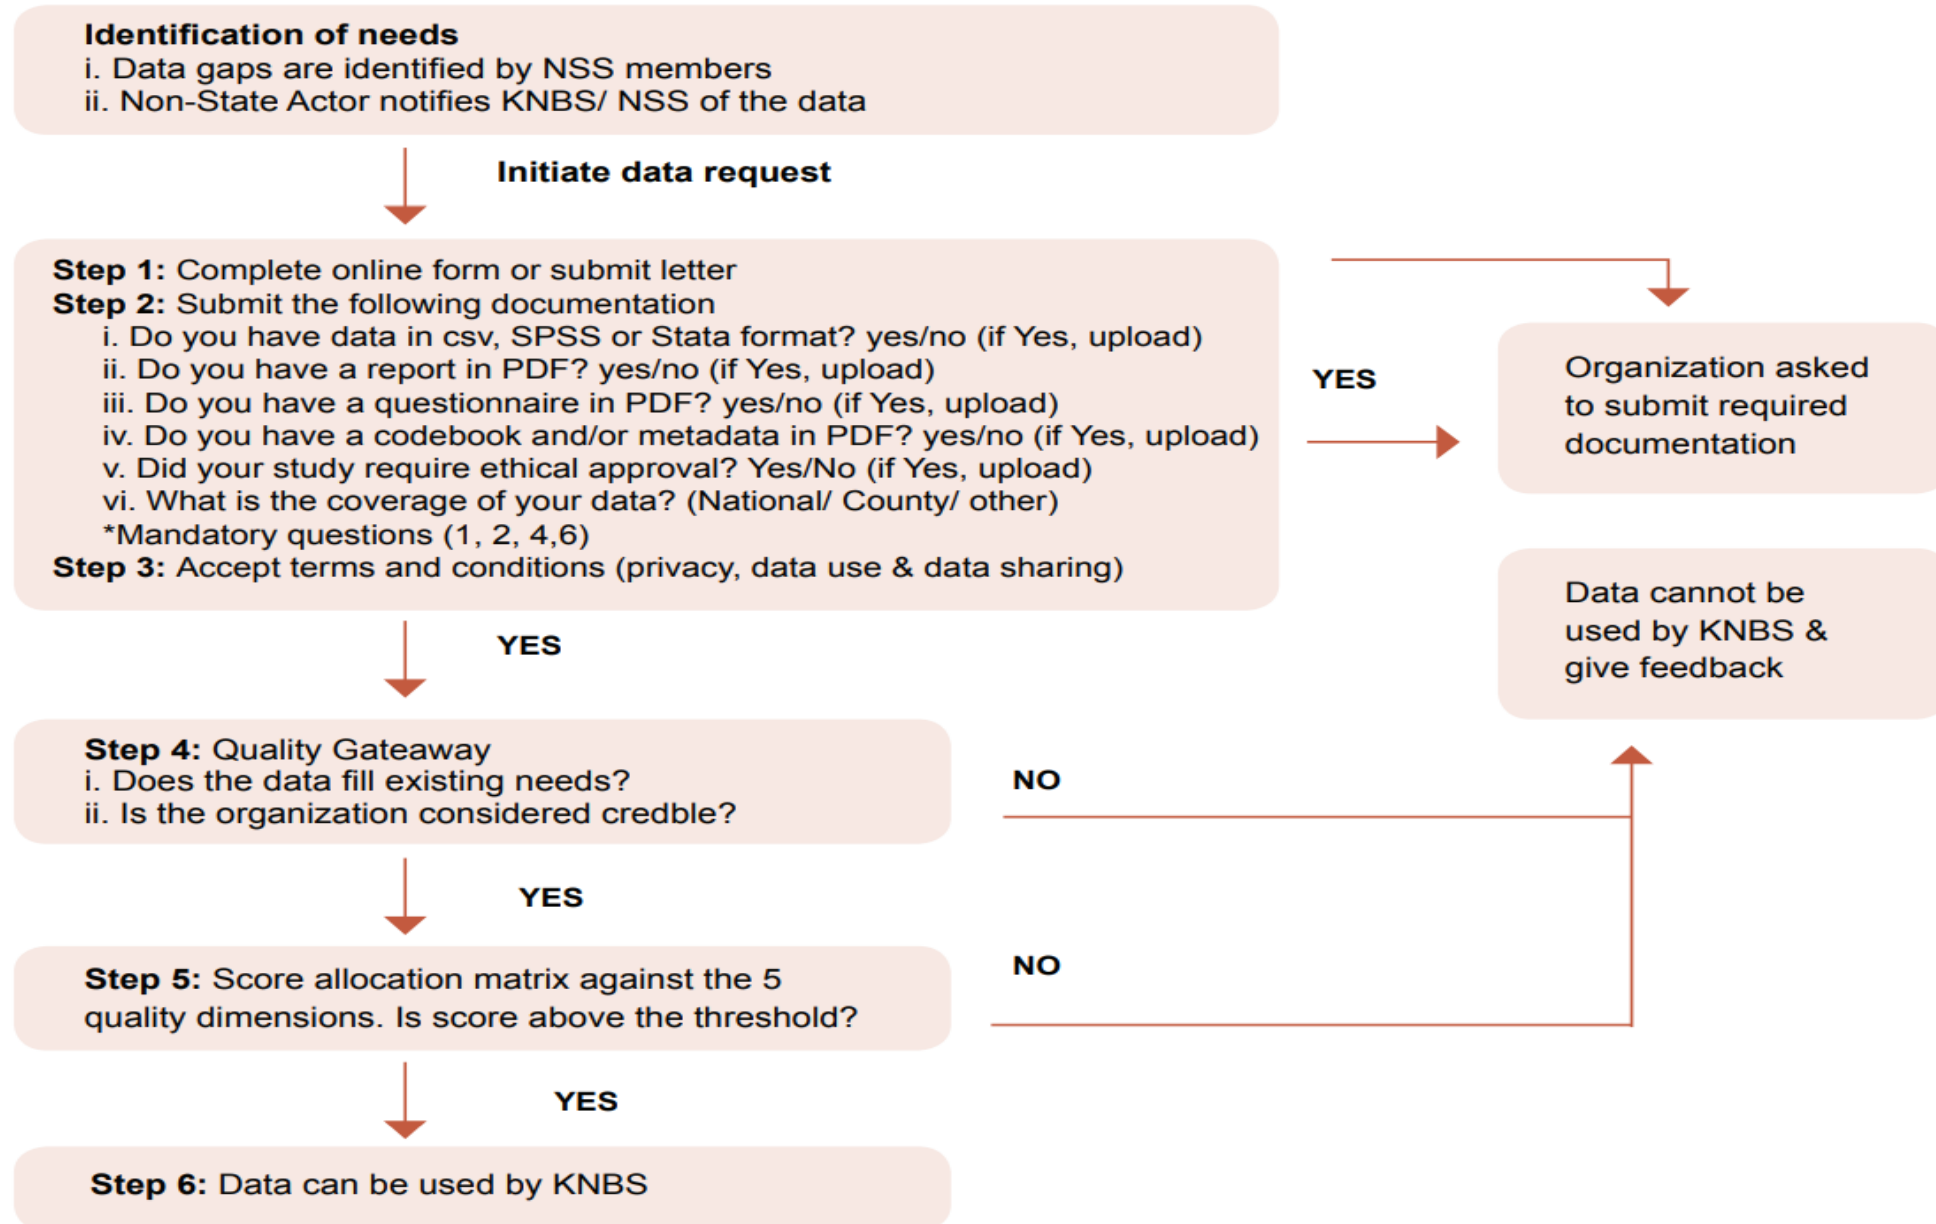 Identification of needs
i. Data gaps are identified by NSS members
ii. Non-State Actor notifies KNBS/ NSS of the data
Initiate data request
Step 1: Complete online form or submit letter
Step 2: Submit the following documentation
i. Do you have data in csv, SPSS or Stata format? yes/no (if Yes, upload)
ii. Do you have a report in PDF? yes/no (if Yes, upload)
iii. Do you have a questionnaire in PDF? yes/no (if Yes, upload)
iv. Do you have a codebook and/or metadata in PDF? yes/no (if Yes, upload)
v. Did your study require ethical approval? Yes/No (if Yes, upload)
vi. What is the coverage of your data? (National/ County/ other)
*Mandatory questions (1, 2, 4,6)
Step 3: Accept terms and conditions (privacy, data use & data sharing)
YES
Organization asked
to submit required
documentation
Data cannot be
used by KNBS &
give feedback
YES
Step 4: Quality Gateaway
i. Does the data fill existing needs?
ii. Is the organization considered credble?
NO
YES
Step 5: Score allocation matrix against the 5
quality dimensions. Is score above the threshold?
NO
YES
Step 6: Data can be used by KNBS